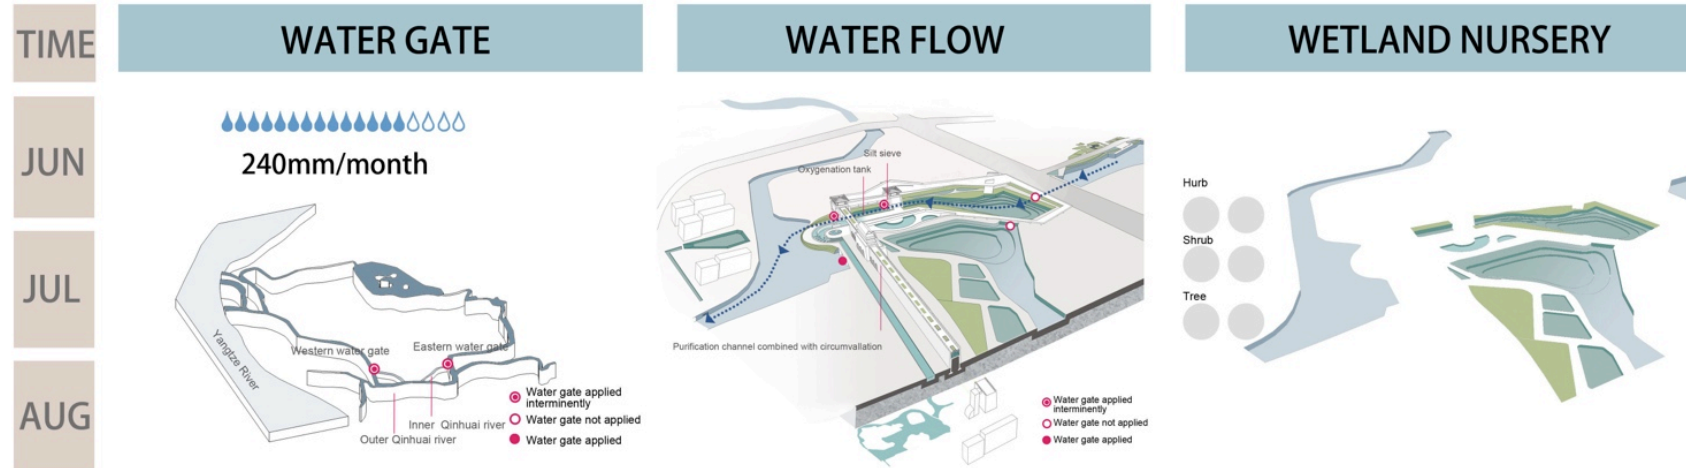 TIME
WATER GATE
WATER FLOW
WETLAND NURSERY
JUN
JUL
AUG
240mm/month
Yangtze River
Western water gate
Eastern water gate
Inner Qinhuai river
Outer Qinhuai river
Water gate applied
interminently
Water gate not applied
Water gate applied
Silt sieve
Oxygenation tank
Purification channel combined with circumvallation
Water gate applied
interminently
Water gate not applied
Water gate applied
Hurb
Shrub
Tree